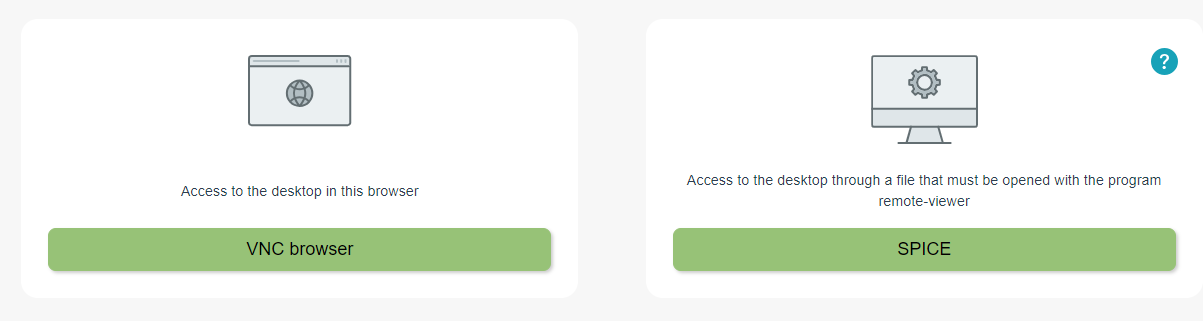 Access to the desktop in this browser
VNC browser
?
Access to the desktop through a file that must be opened with the program
remote-viewer
SPICE